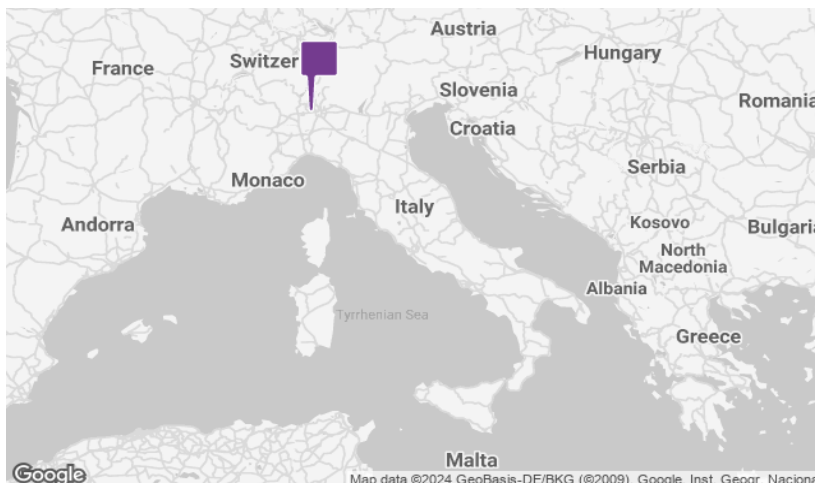 Austria
France
Switzer
Hungary
Slovenia
Romania
Croatia
Serbia
Monaco
Italy
Andorra
Kosovo
Bulgaria
North
Macedonia
Albania
Tyrrhenian Sea
Greece
Malta
Google
Map data ©2024 GeoBasis-DE/BKG (©2009), Google, Inst. Geogr. Naciona